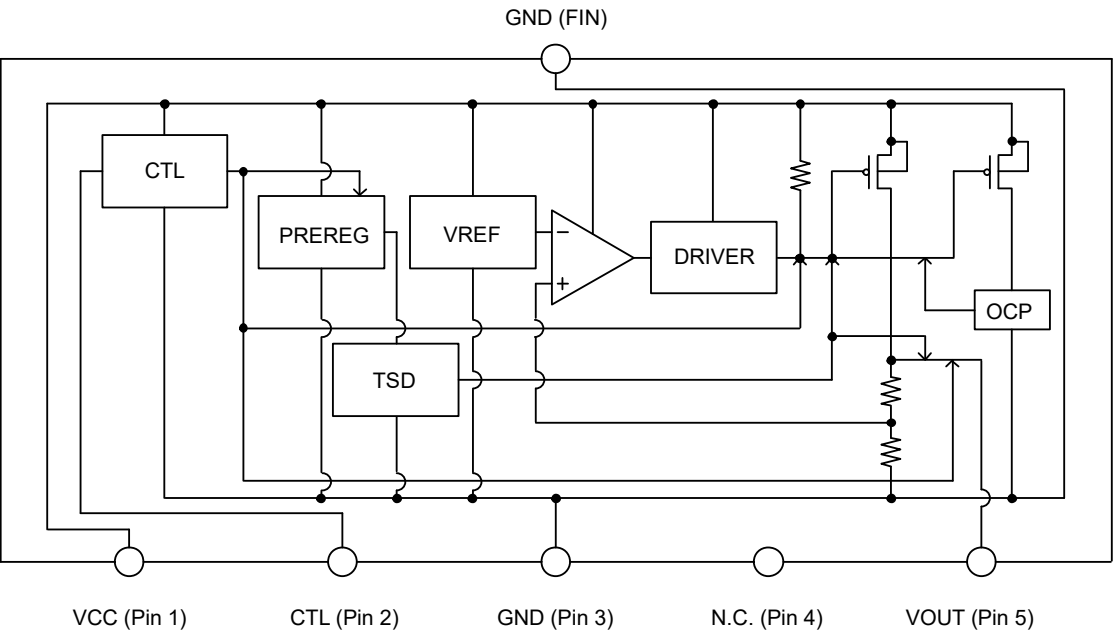 GND (FIN)
CTL
PREREG
VREF
−
+
DRIVER
OCP
TSD
VCC (Pin 1)
CTL (Pin 2)
GND (Pin 3)
N.C. (Pin 4)
VOUT (Pin 5)